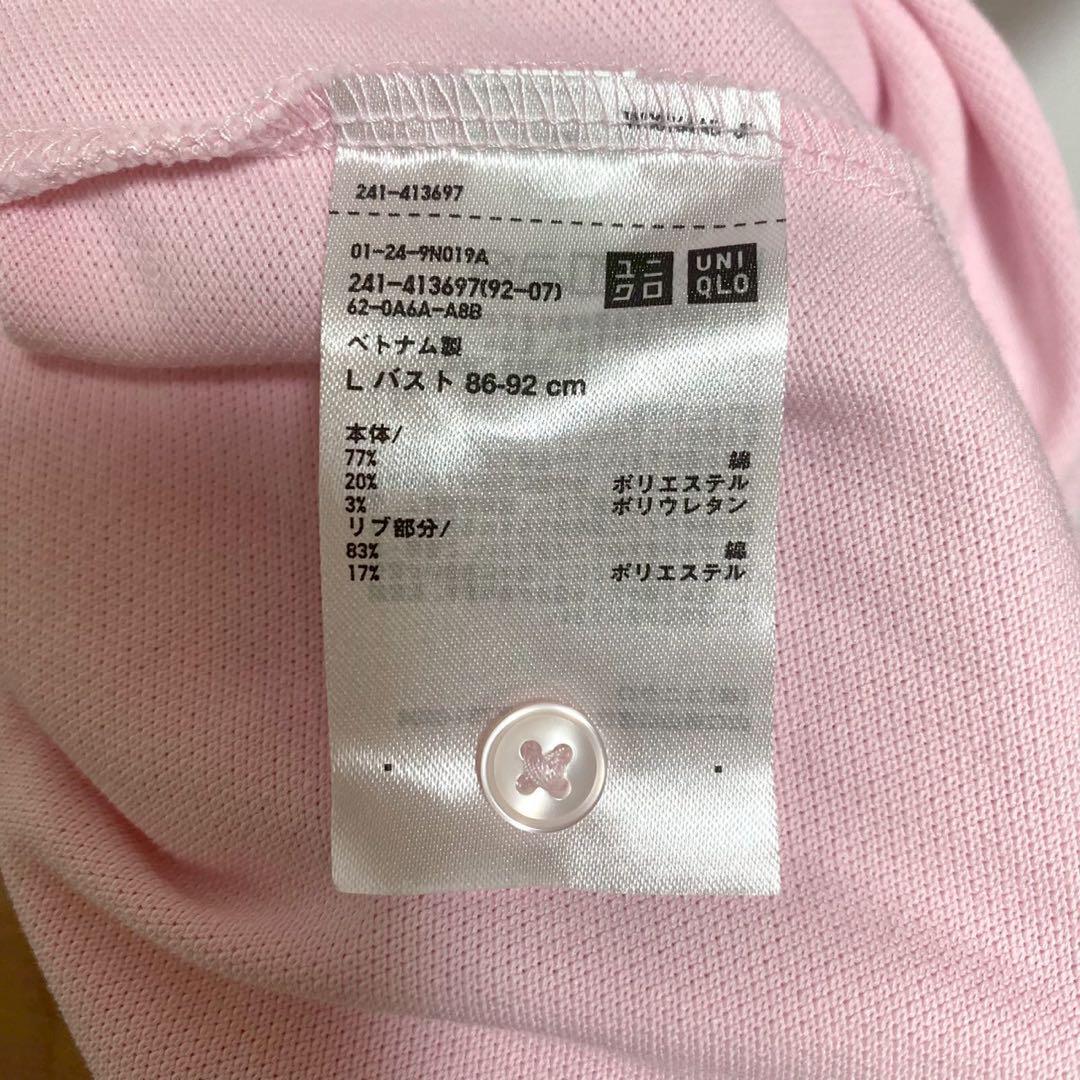 241-413697
01-24-9N019A
241-413697(92-07)
62-0A6A-A8B
ユニクロ
UNIQLO
ベトナム製
L バスト 86-92 cm
本体/
77% 綿
20% ポリエステル
3% ポリウレタン
リブ部分/
83% 綿
17% ポリエステル